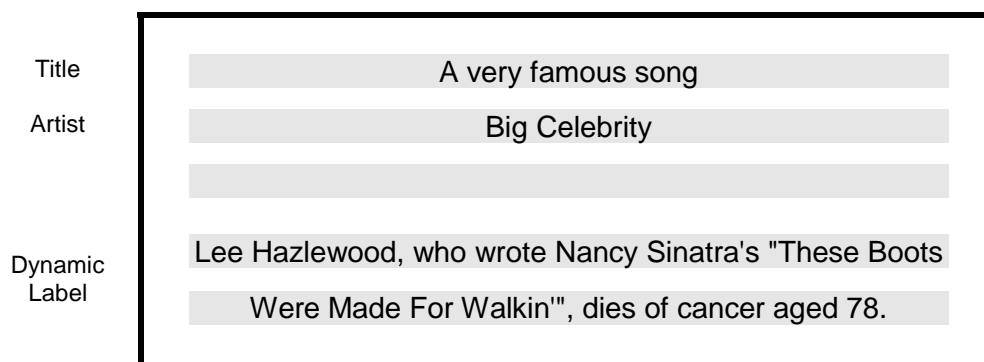 Title
A very famous song
Artist
Big Celebrity
Dynamic
Label
Lee Hazlewood, who wrote Nancy Sinatra's "These Boots
Were Made For Walkin'", dies of cancer aged 78.